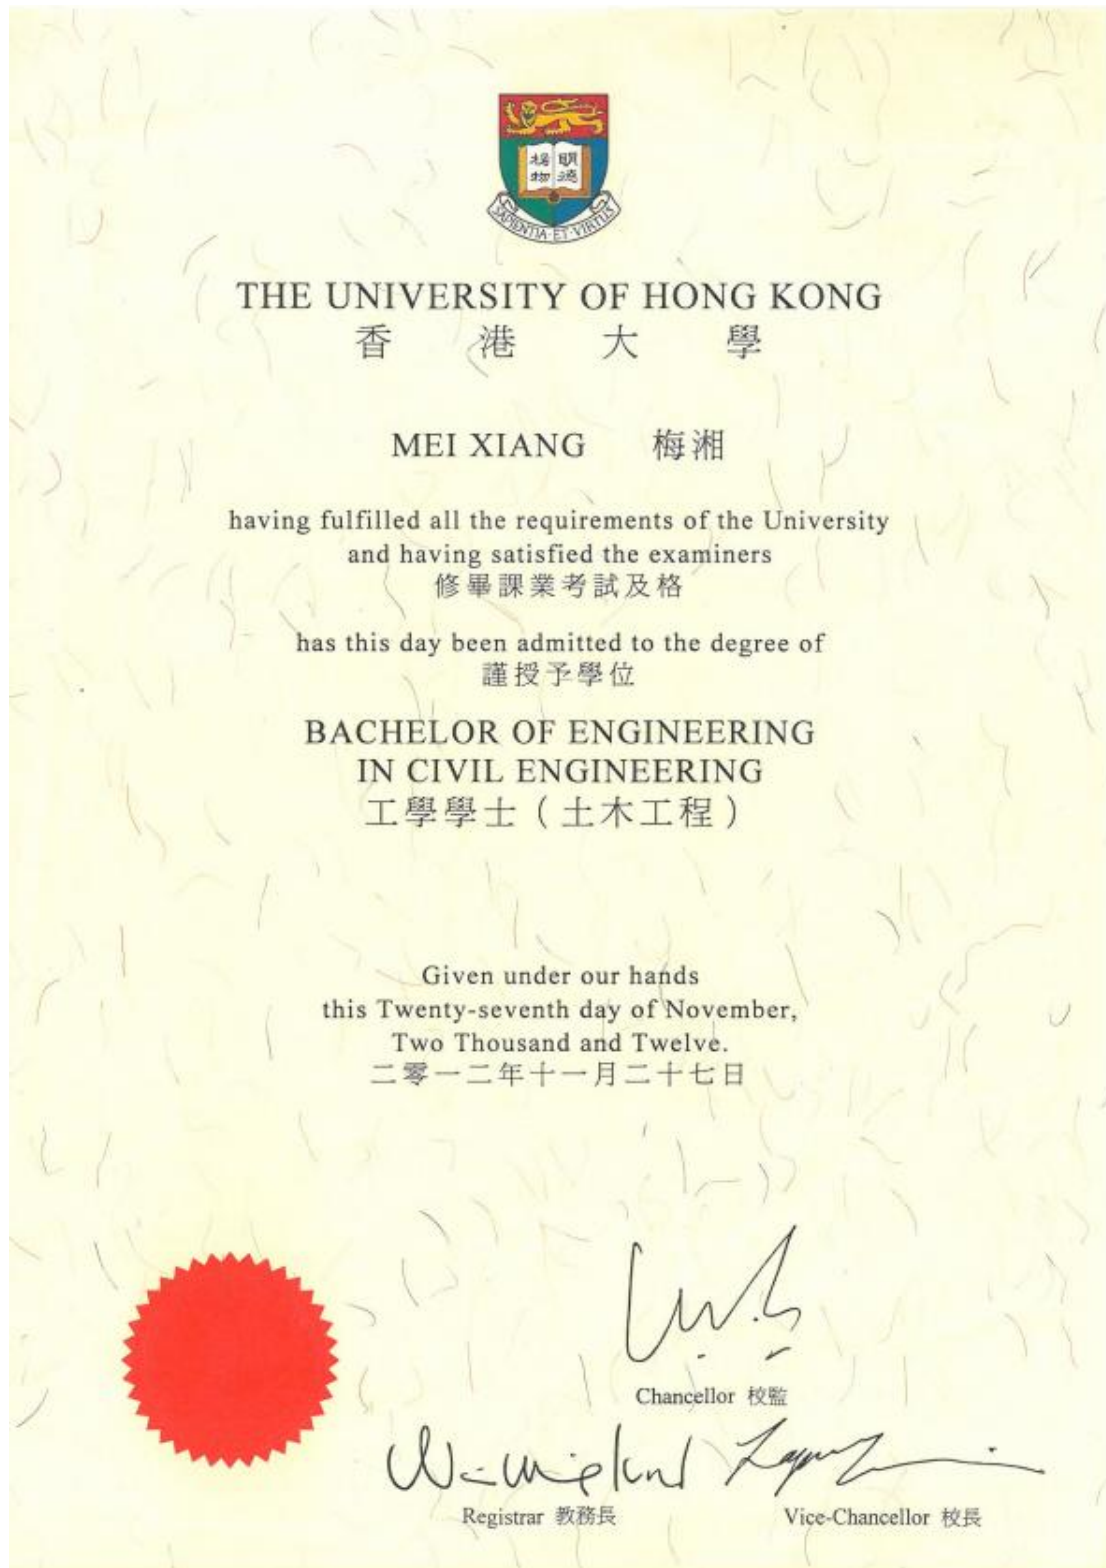 明德
格物
SAPIENTIA·ET·VIRTUS
THE UNIVERSITY OF HONG KONG
香港大學
MEI XIANG 梅湘
having fulfilled all the requirements of the University
and having satisfied the examiners
修畢課業考試及格
has this day been admitted to the degree of
謹授予學位
BACHELOR OF ENGINEERING
IN CIVIL ENGINEERING
工學學士（土木工程）
Given under our hands
this Twenty-seventh day of November,
Two Thousand and Twelve.
二零一二年十一月二十七日
Chancellor 校監
Registrar 教務長
Vice-Chancellor 校長